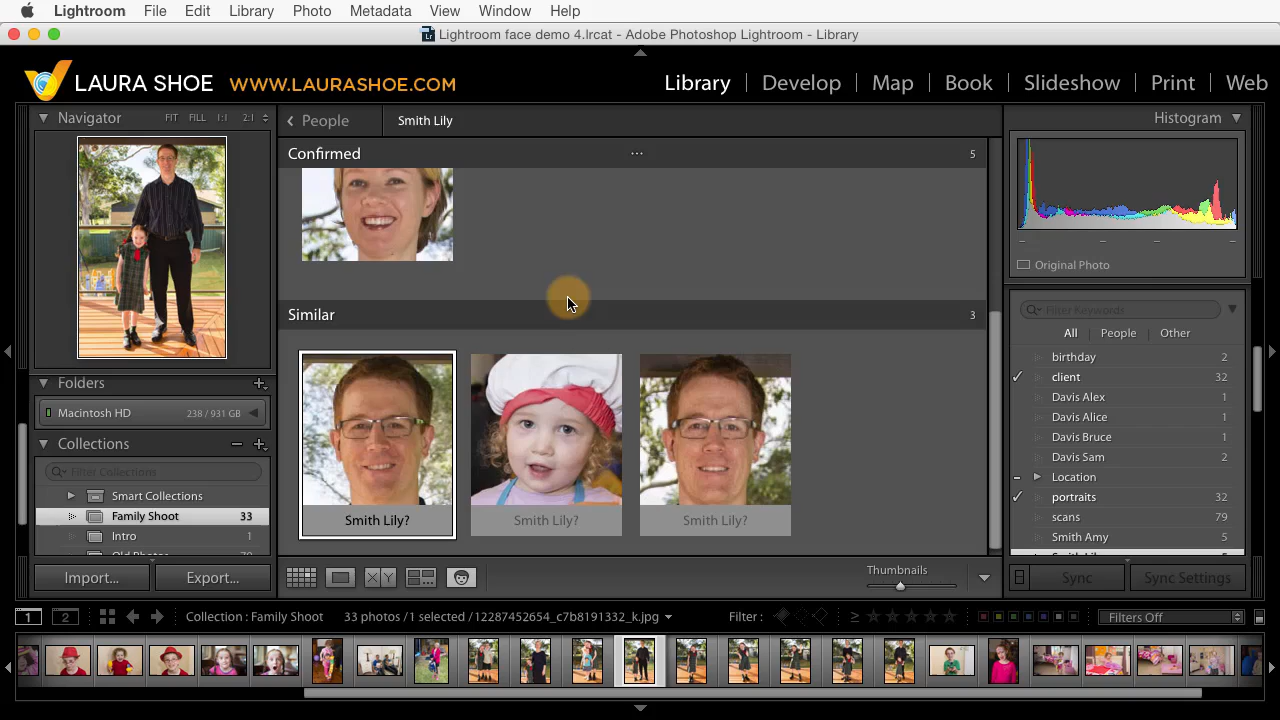 Lightroom File Edit Library Photo Metadata View Window Help
Lightroom face demo 4.lrcat - Adobe Photoshop Lightroom - Library
LAURA SHOE WWW.LAURASHOE.COM
Library Develop Map Book Slideshow Print Web
Navigator FIT FILL 1:1 2:1
People Smith Lily
Histogram
Confirmed ... 5
Original Photo
Filter Keywords
Similar 3
All People Other
birthday 2
client 32
Davis Alex 1
Davis Alice 1
Davis Bruce 1
Davis Sam 2
Location
portraits 32
scans 79
Smith Amy 5
Folders
Macintosh HD 238 / 931 GB
Collections
Filter Collections
Smart Collections
Family Shoot 33
Intro 1
Smith Lily? Smith Lily? Smith Lily?
Import... Export...
XY
Thumbnails
Sync Sync Settings
1 2 Collection : Family Shoot 33 photos / 1 selected / 12287452654_c7b8191332_k.jpg Filter : ≥ Filters Off